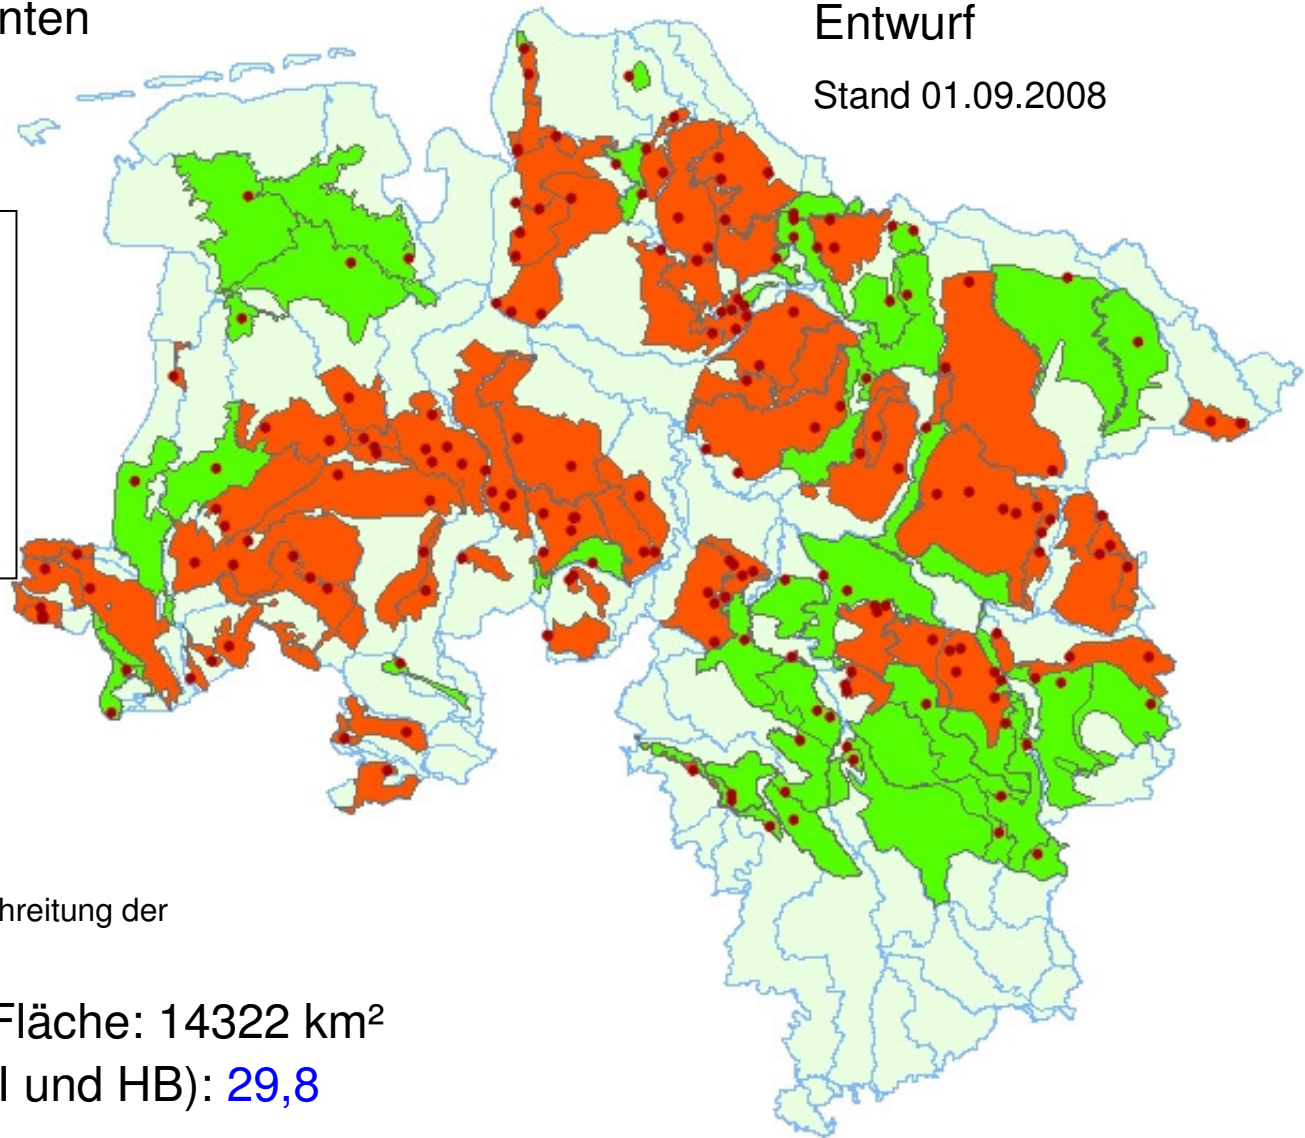 nten
Entwurf
Stand 01.09.2008
hreitung der
Fläche: 14322 km²
I und HB): 29,8